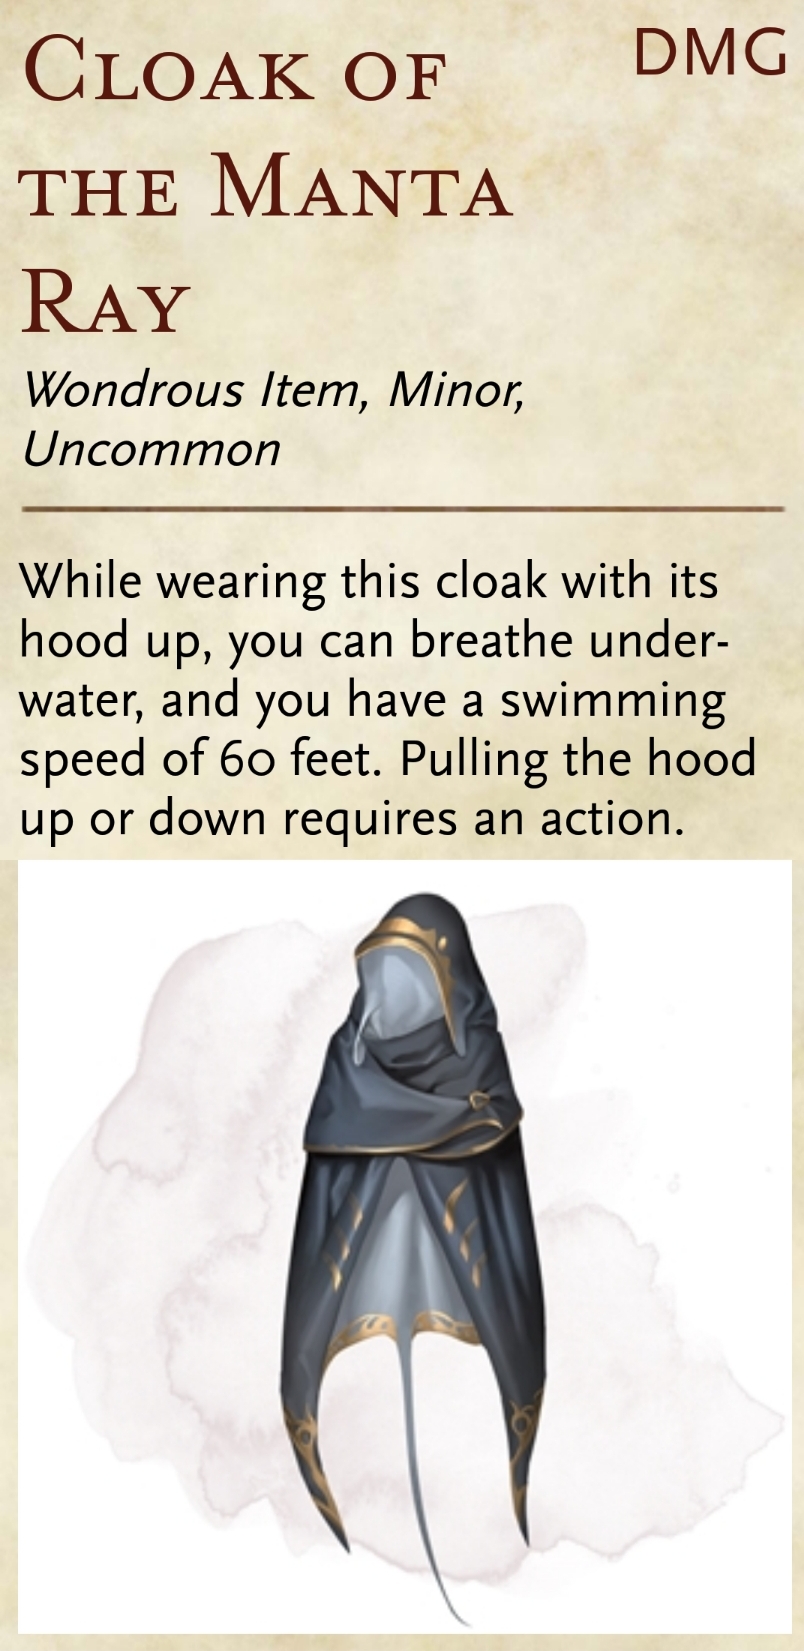 Cloak of
DMG
the Manta
Ray
Wondrous Item, Minor,
Uncommon
While wearing this cloak with its
hood up, you can breathe under-
water, and you have a swimming
speed of 60 feet. Pulling the hood
up or down requires an action.